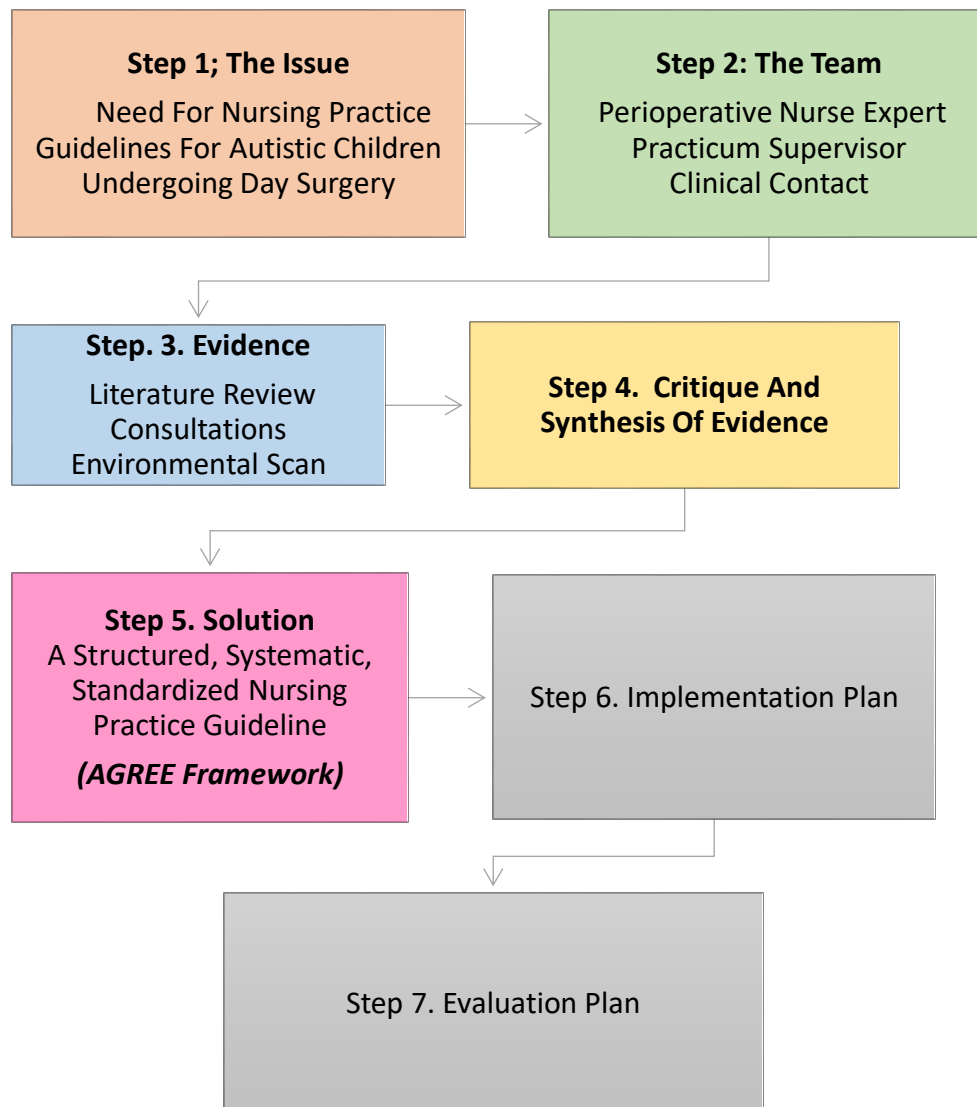 Step 1; The Issue
Need For Nursing Practice
Guidelines For Autistic Children
Undergoing Day Surgery
Step 2: The Team
Perioperative Nurse Expert
Practicum Supervisor
Clinical Contact
Step. 3. Evidence
Literature Review
Consultations
Environmental Scan
Step 4. Critique And
Synthesis Of Evidence
Step 5. Solution
A Structured, Systematic,
Standardized Nursing
Practice Guideline
(AGREE Framework)
Step 6. Implementation Plan
Step 7. Evaluation Plan